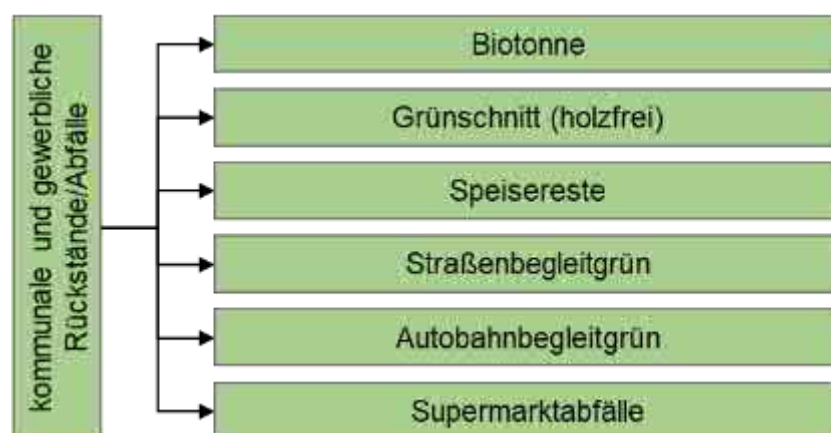 kommunale und gewerbliche
Rückstände/Abfälle
Biotonne
Grünschnitt (holzfrei)
Speisereste
Straßenbegleitgrün
Autobahnbegleitgrün
Supermarktabfälle